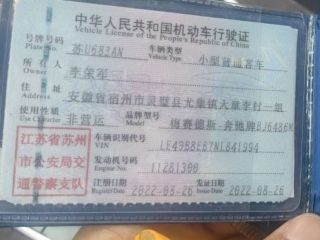 中华人民共和国机动车行驶证
Vehicle License of the People's Republic of China
号牌号码 苏U683AN 车辆类型 小型普通客车
Plate No. Vehicle Type
所有人 李荣军
Owner
住址 安徽省宿州市灵璧县尤集镇大章李村一组
Address
使用性质 非营运 品牌型号 梅赛德斯-奔驰牌BJ6486K
Use Character Model
江苏省苏州市公安局交通警察支队
车辆识别代号 LE43B8EB7NL841994
VIN
发动机号码 11281300
Engine No.
注册日期 2022-08-26 发证日期 2022-08-26
Register Date Issue Date